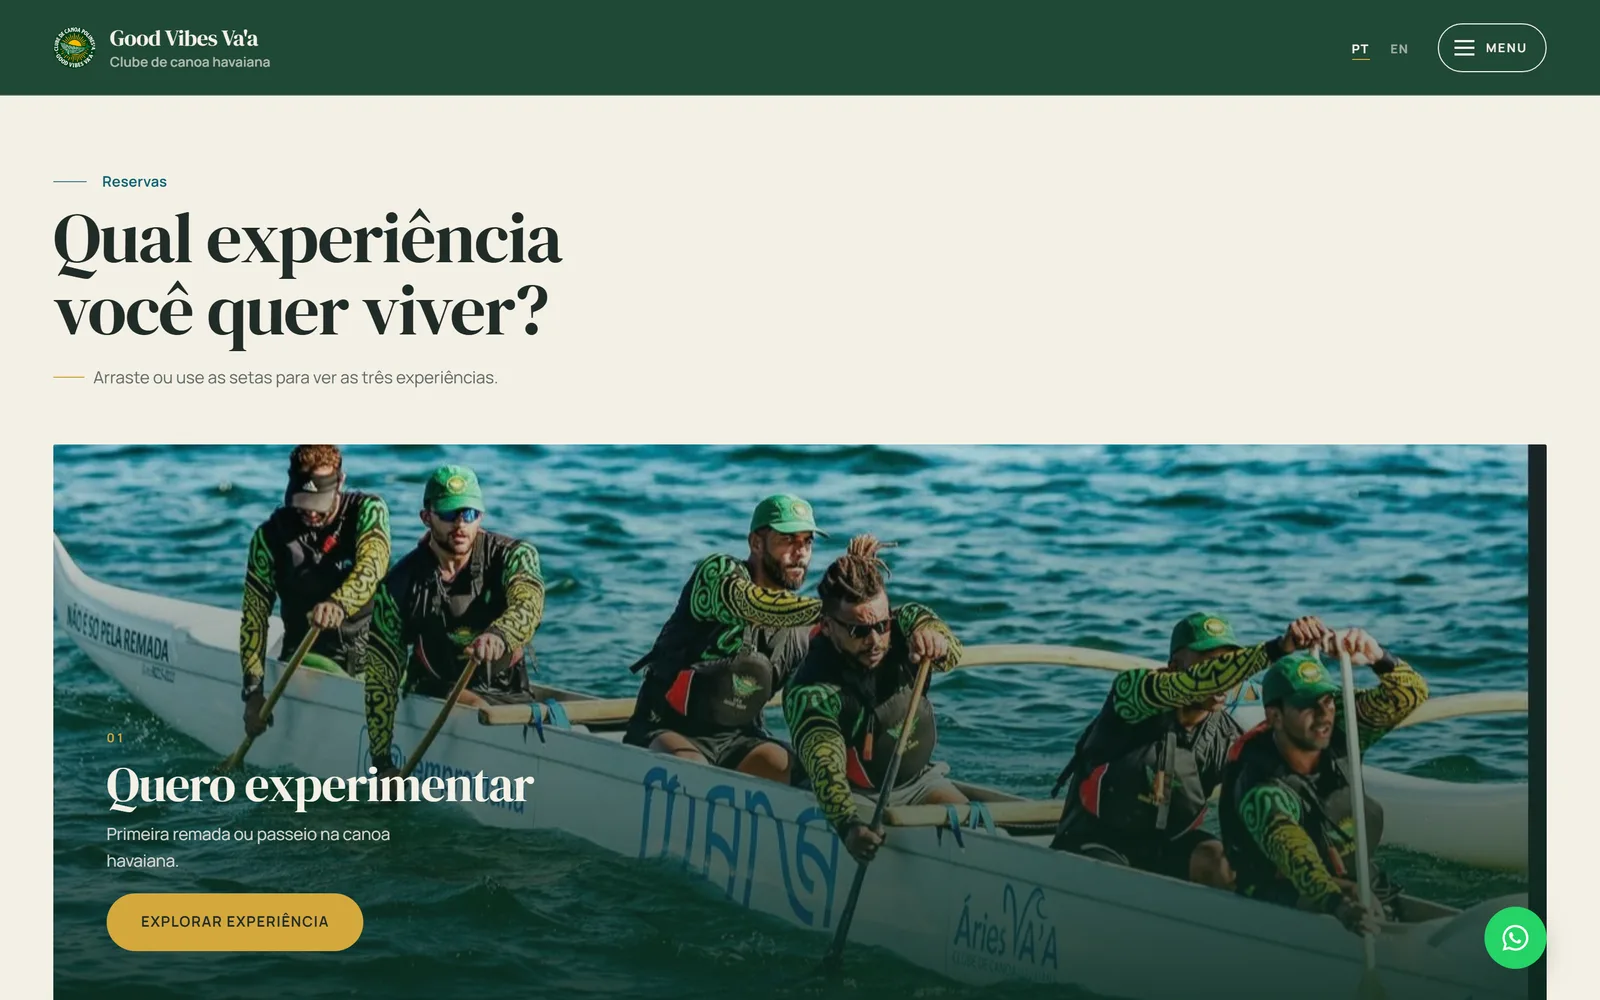 Good Vibes Va'a
Clube de canoa havaiana
PT
EN
MENU
Reservas
Qual experiência
você quer viver?
Arraste ou use as setas para ver as três experiências.
NÃO É SÓ PELA REMADA
01
Quero experimentar
Primeira remada ou passeio na canoa
havaiana.
EXPLORAR EXPERIÊNCIA
Áries VA'A